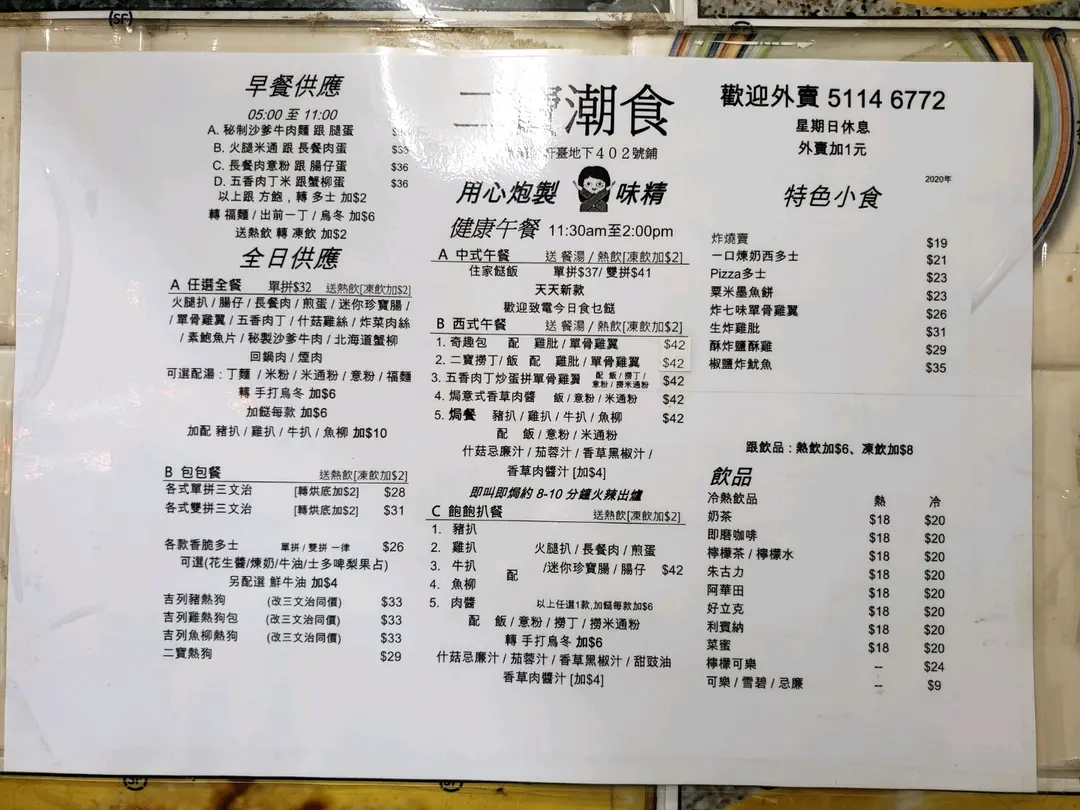 早餐供應
05:00 至 11:00
A. 秘制沙爹牛肉麵 跟 腿蛋
B. 火腿米通 跟 長餐肉蛋
C. 長餐肉意粉 跟 腸仔蛋 $36
D. 五香肉丁米 跟蟹柳蛋 $36
以上跟 方飽，轉 多士 加$2
轉 福麵 / 出前一丁 / 烏冬 加$6
送熱飲 轉 凍飲 加$2
全日供應
A 任選全餐 單拼$32 送熱飲[凍飲加$2]
火腿扒 / 腸仔 / 長餐肉 / 煎蛋 / 迷你珍寶腸 /
/ 單骨雞翼 / 五香肉丁 / 什菇雞絲 / 炸菜肉絲
/ 素鮑魚片 / 秘製沙爹牛肉 / 北海道蟹柳
回鍋肉 / 煙肉
可選配湯 : 丁麵 / 米粉 / 米通粉 / 意粉 / 福麵
轉 手打烏冬 加$6
加餸每款 加$6
加配 豬扒 / 雞扒 / 牛扒 / 魚柳 加$10
B 包包餐 送熱飲[凍飲加$2]
各式單拼三文治 [轉烘底加$2] $28
各式雙拼三文治 [轉烘底加$2] $31
各款香脆多士 單拼 / 雙拼 一律 $26
可選(花生醬/煉奶/牛油/士多啤梨果占)
另配選 鮮牛油 加$4
吉列豬熱狗 (改三文治同價) $33
吉列雞熱狗包 (改三文治同價) $33
吉列魚柳熱狗 (改三文治同價) $33
二寶熱狗 $29
二寶潮食
軒臺地下４０２號鋪
用心炮製 味精
健康午餐 11:30am至2:00pm
A 中式午餐 送 餐湯 / 熱飲[凍飲加$2]
住家餸飯 單拼$37/ 雙拼$41
天天新款
歡迎致電今日食乜餸
B 西式午餐 送 餐湯 / 熱飲[凍飲加$2]
1. 奇趣包 配 雞肶 / 單骨雞翼 $42
2. 二寶撈丁/ 飯 配 雞肶 / 單骨雞翼 $42
3. 五香肉丁炒蛋拼單骨雞翼 配 飯 / 撈丁 / 意粉 / 撈米通粉 $42
4. 焗意式香草肉醬 飯 / 意粉 / 米通粉 $42
5. 焗餐 豬扒 / 雞扒 / 牛扒 / 魚柳 $42
配 飯 / 意粉 / 米通粉
什菇忌廉汁 / 茄蓉汁 / 香草黑椒汁 /
香草肉醬汁 [加$4]
即叫即焗約 8-10 分鐘火辣出爐
C 飽飽扒餐 送熱飲[凍飲加$2]
1. 豬扒
2. 雞扒 火腿扒 / 長餐肉 / 煎蛋
3. 牛扒 配 /迷你珍寶腸 / 腸仔 $42
4. 魚柳
5. 肉醬 以上任選1款,加餸每款加$6
配 飯 / 意粉 / 撈丁 / 撈米通粉
轉 手打烏冬 加$6
什菇忌廉汁 / 茄蓉汁 / 香草黑椒汁 / 甜豉油
香草肉醬汁 [加$4]
歡迎外賣 5114 6772
星期日休息
外賣加1元
2020年
特色小食
炸燒賣 $19
一口煉奶西多士 $21
Pizza多士 $23
粟米墨魚餅 $23
炸七味單骨雞翼 $26
生炸雞肶 $31
酥炸鹽酥雞 $29
椒鹽炸魷魚 $35
跟飲品 : 熱飲加$6、凍飲加$8
飲品
冷熱飲品 熱 冷
奶茶 $18 $20
即磨咖啡 $18 $20
檸檬茶 / 檸檬水 $18 $20
朱古力 $18 $20
阿華田 $18 $20
好立克 $18 $20
利賓納 $18 $20
菜蜜 $18 $20
檸檬可樂 -- $24
可樂 / 雪碧 / 忌廉 -- $9